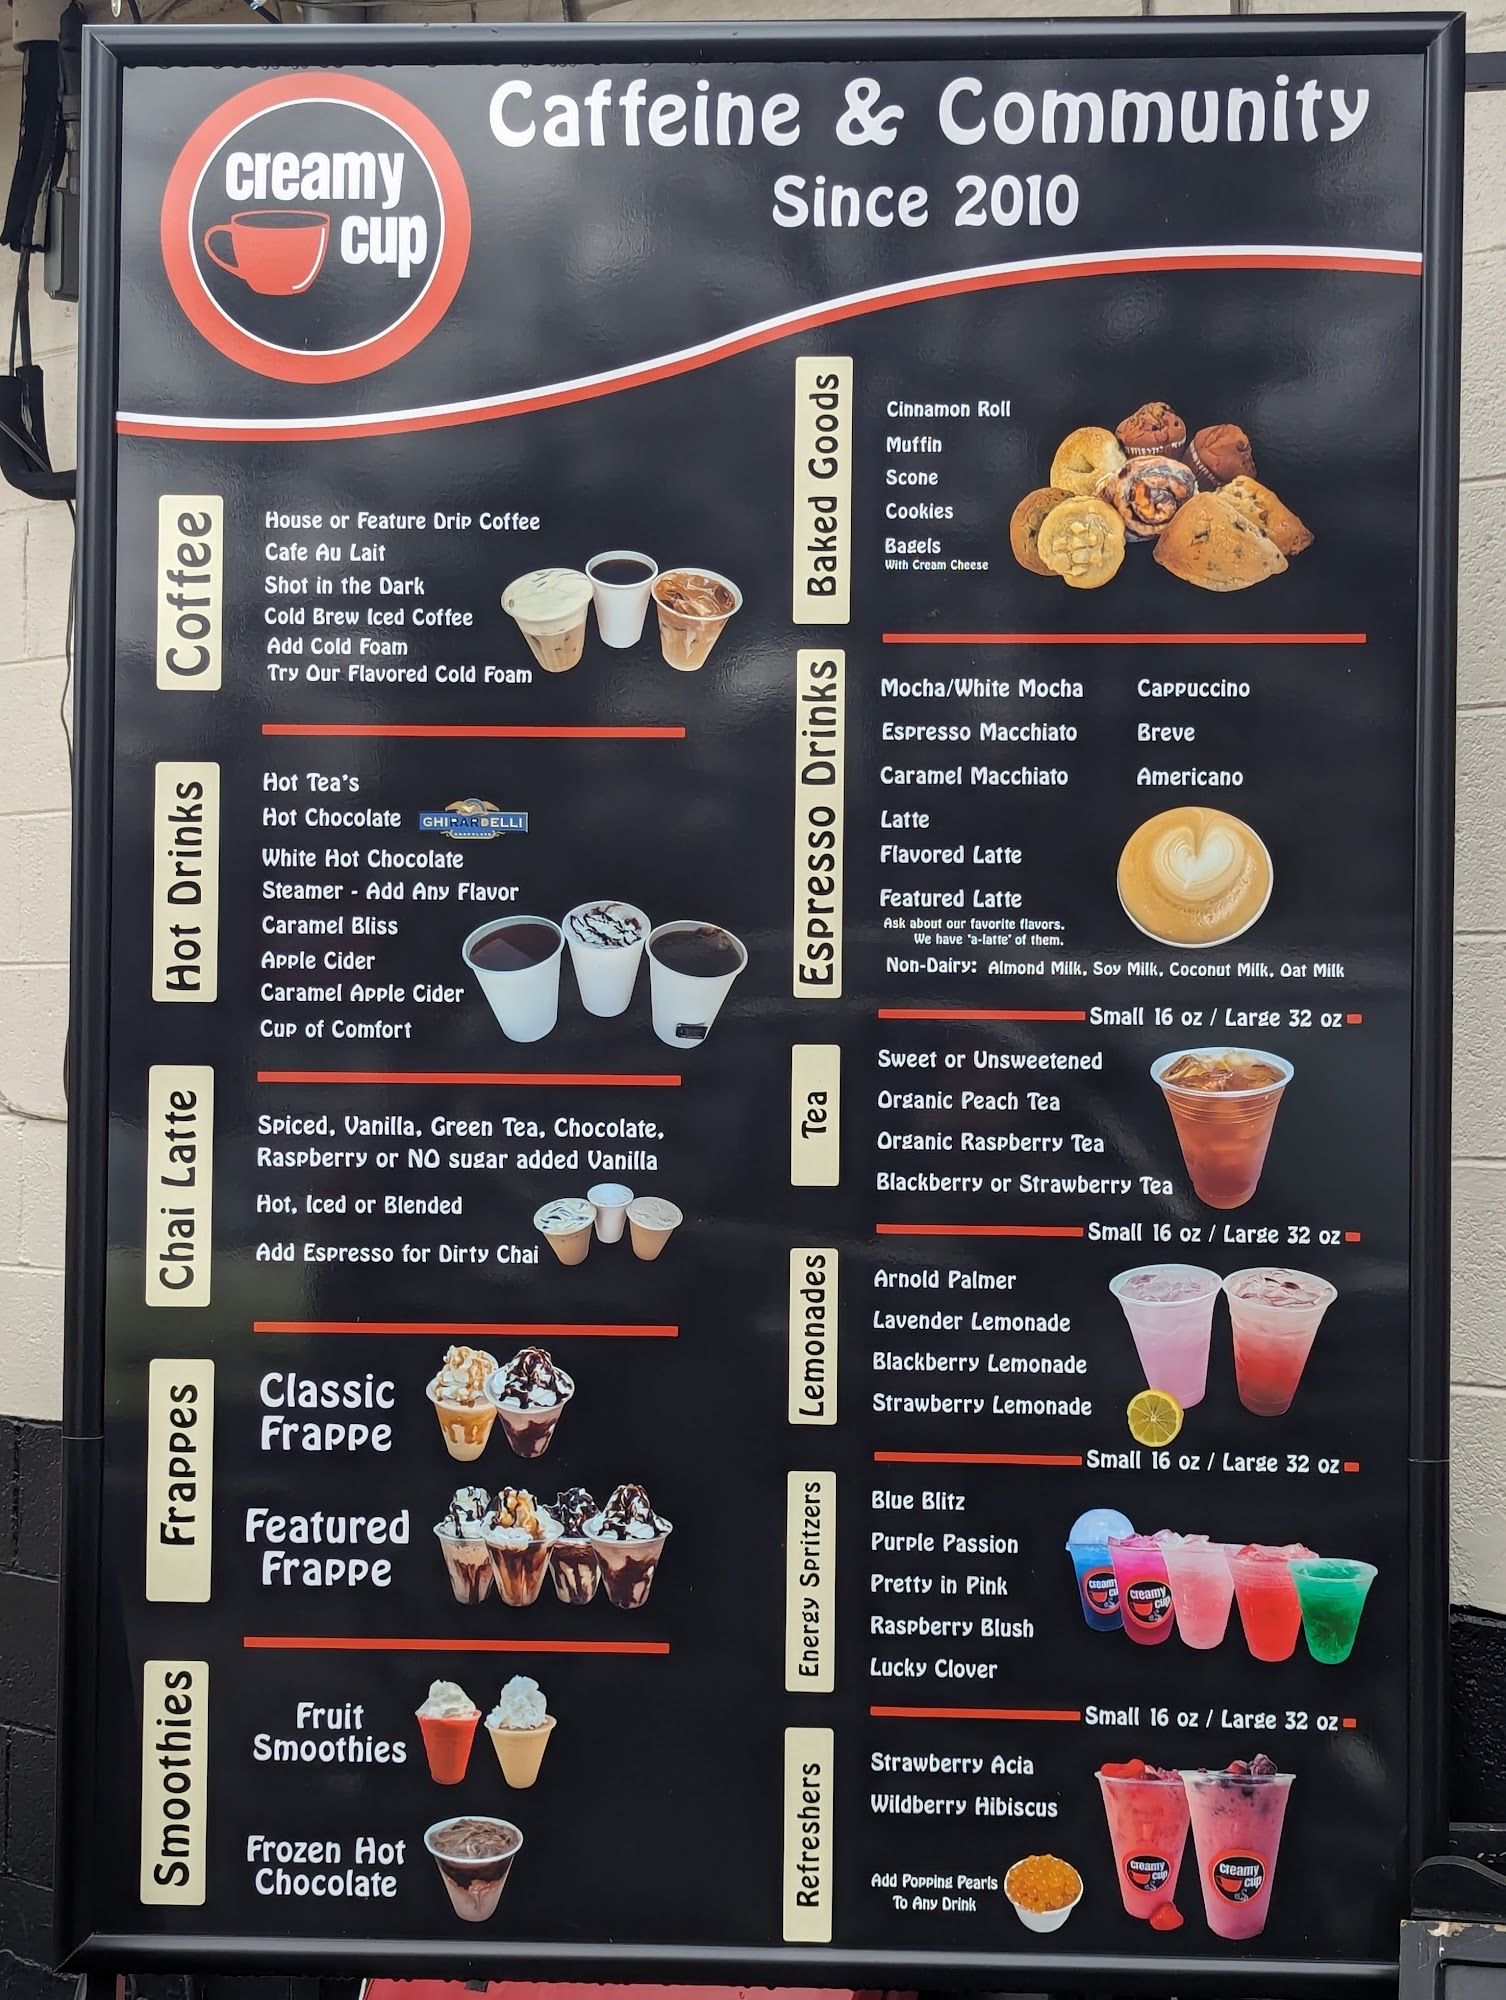 creamy
cup
Caffeine & Community
Since 2010
Coffee
House or Feature Drip Coffee
Cafe Au Lait
Shot in the Dark
Cold Brew Iced Coffee
Add Cold Foam
Try Our Flavored Cold Foam
Hot Drinks
Hot Tea's
Hot Chocolate
GHIRARDELLI
White Hot Chocolate
Steamer - Add Any Flavor
Caramel Bliss
Apple Cider
Caramel Apple Cider
Cup of Comfort
Chai Latte
Spiced, Vanilla, Green Tea, Chocolate,
Raspberry or NO sugar added Vanilla
Hot, Iced or Blended
Add Espresso for Dirty Chai
Frappes
Classic
Frappe
Featured
Frappe
Smoothies
Fruit
Smoothies
Frozen Hot
Chocolate
Baked Goods
Cinnamon Roll
Muffin
Scone
Cookies
Bagels
With Cream Cheese
Espresso Drinks
Mocha/White Mocha
Espresso Macchiato
Caramel Macchiato
Latte
Flavored Latte
Featured Latte
Ask about our favorite flavors.
We have "a-latte" of them.
Cappuccino
Breve
Americano
Non-Dairy: Almond Milk, Soy Milk, Coconut Milk, Oat Milk
Small 16 oz / Large 32 oz
Tea
Sweet or Unsweetened
Organic Peach Tea
Organic Raspberry Tea
Blackberry or Strawberry Tea
Small 16 oz / Large 32 oz
Lemonades
Arnold Palmer
Lavender Lemonade
Blackberry Lemonade
Strawberry Lemonade
Small 16 oz / Large 32 oz
Energy Spritzers
Blue Blitz
Purple Passion
Pretty in Pink
Raspberry Blush
Lucky Clover
creamy
cu
creamy
cup
Small 16 oz / Large 32 oz
Refreshers
Strawberry Acia
Wildberry Hibiscus
Add Popping Pearls
To Any Drink
creamy
cup
creamy
cup